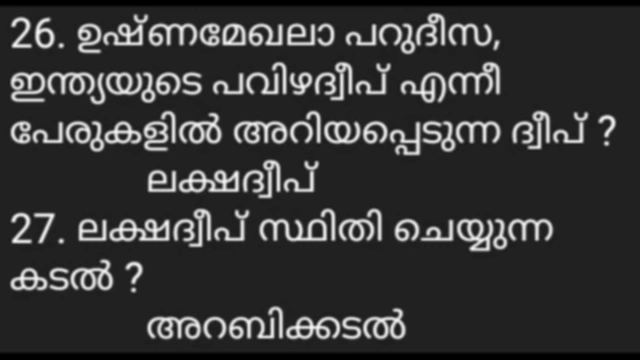 26. ഉഷ്ണമേഖലാ പറുദീസ,
ഇന്ത്യയുടെ പവിഴദ്വീപ് എന്നീ
പേരുകളിൽ അറിയപ്പെടുന്ന ദ്വീപ് ?
ലക്ഷദ്വീപ്
27. ലക്ഷദ്വീപ് സ്ഥിതി ചെയ്യുന്ന
കടൽ ?
അറബിക്കടൽ